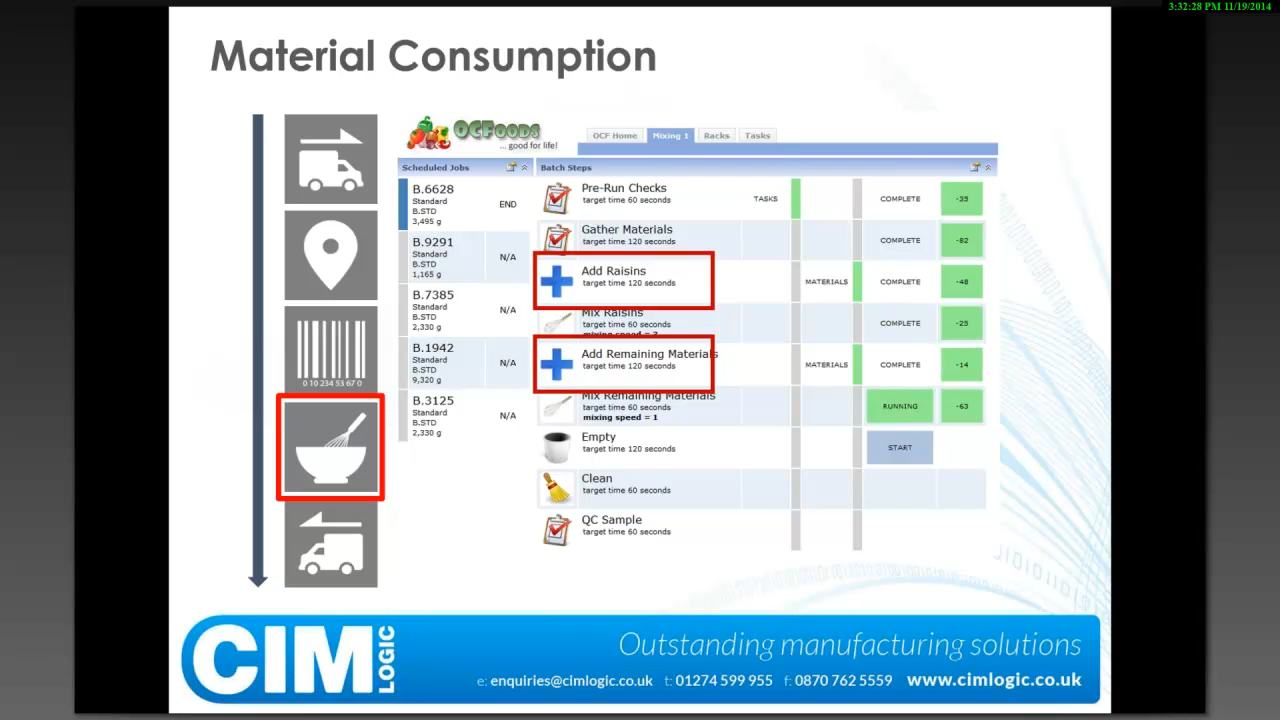 3:32:28 PM 11/19/2014
Material Consumption
OCFoods
... good for life!
OCF Home
Mixing 1
Racks
Tasks
Scheduled Jobs
Batch Steps
B.6628
Standard
B.STD
3,495 g
END
B.9291
Standard
B.STD
1,165 g
N/A
B.7385
Standard
B.STD
2,330 g
N/A
B.1942
Standard
B.STD
9,320 g
N/A
B.3125
Standard
B.STD
2,330 g
N/A
Pre-Run Checks
target time 60 seconds
TASKS
COMPLETE
-35
Gather Materials
target time 120 seconds
COMPLETE
-82
Add Raisins
target time 120 seconds
MATERIALS
COMPLETE
-48
Mix Raisins
target time 60 seconds
COMPLETE
-25
Add Remaining Materials
target time 120 seconds
MATERIALS
COMPLETE
-14
Mix Remaining Materials
target time 60 seconds
mixing speed = 1
RUNNING
-63
Empty
target time 120 seconds
START
Clean
target time 60 seconds
QC Sample
target time 60 seconds
0 10 234 53 67 0
CIM LOGIC
Outstanding manufacturing solutions
e: enquiries@cimlogic.co.uk t: 01274 599 955 f: 0870 762 5559 www.cimlogic.co.uk